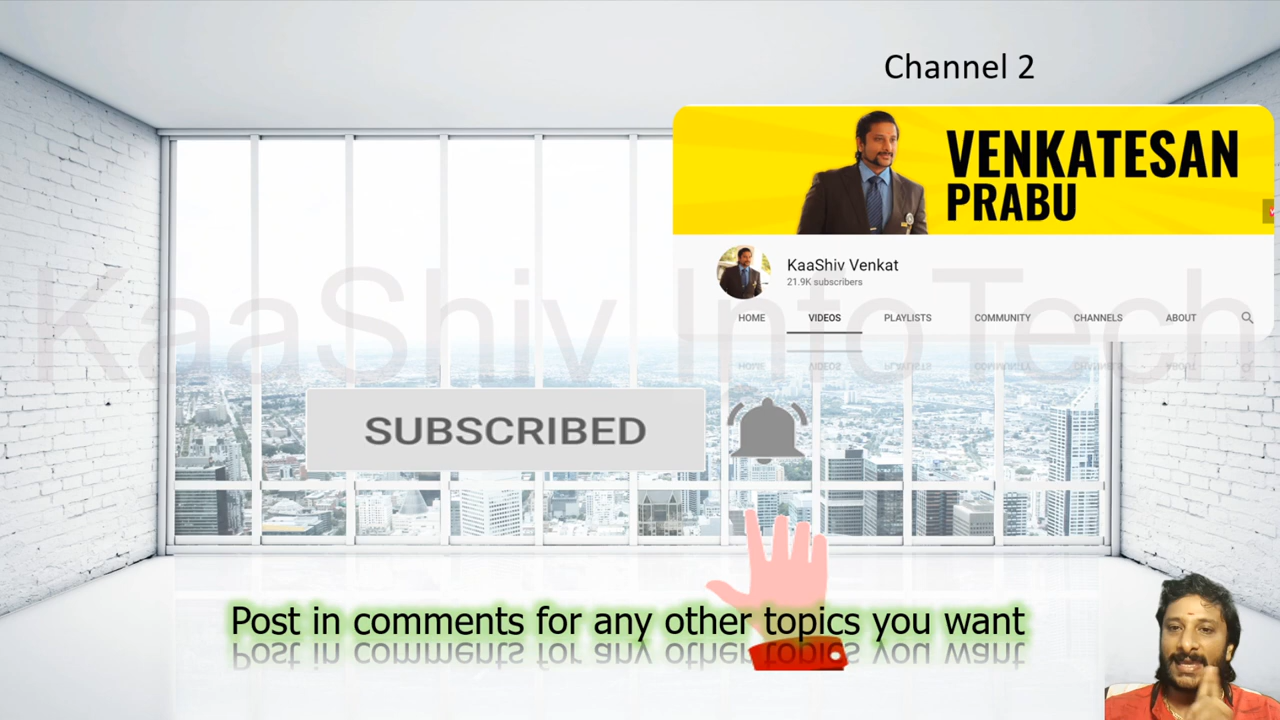 Channel 2
VENKATESAN
PRABU
KaaShiv Venkat
21.9K subscribers
HOME VIDEOS PLAYLISTS COMMUNITY CHANNELS ABOUT
KaaShiv InfoTech
SUBSCRIBED
Post in comments for any other topics you want